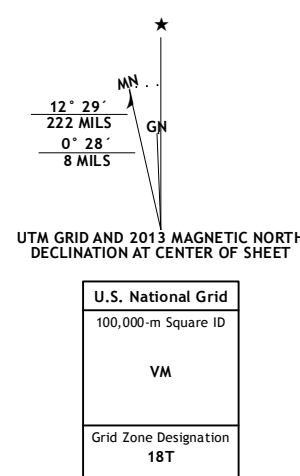 ★
MN
GN
12° 29´
222 MILS
0° 28´
8 MILS
UTM GRID AND 2013 MAGNETIC NORTH
DECLINATION AT CENTER OF SHEET
U.S. National Grid
100,000-m Square ID
VM
Grid Zone Designation
18T